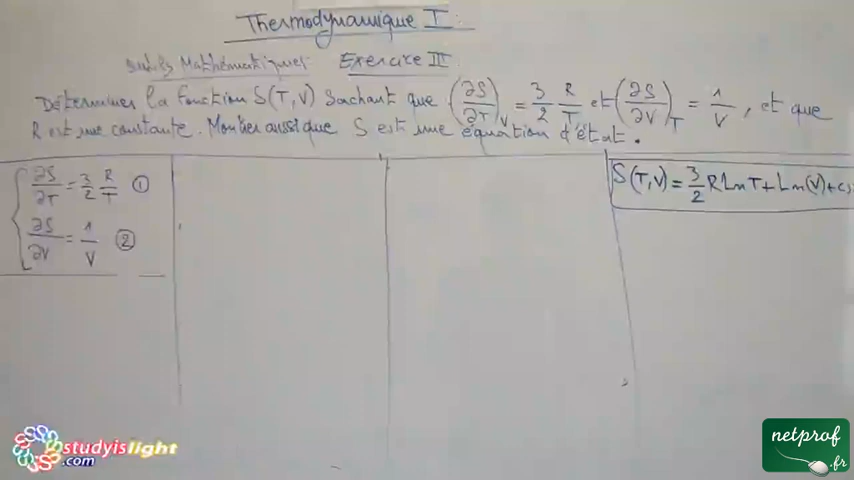 Thermodynamique I :
Outils Mathématiques Exercice III
Déterminer la fonction S(T,V) Sachant que (∂S/∂T)_V = 3/2 R/T et (∂S/∂V)_T = 1/V, et que
R est une constante. Montrer aussi que S est une équation d'état.
∂S/∂T = 3/2 R/T ①
∂S/∂V = 1/V ②
S(T,V) = 3/2 R Ln T + Ln(V) + cs
studyislight
.com
netprof
.fr